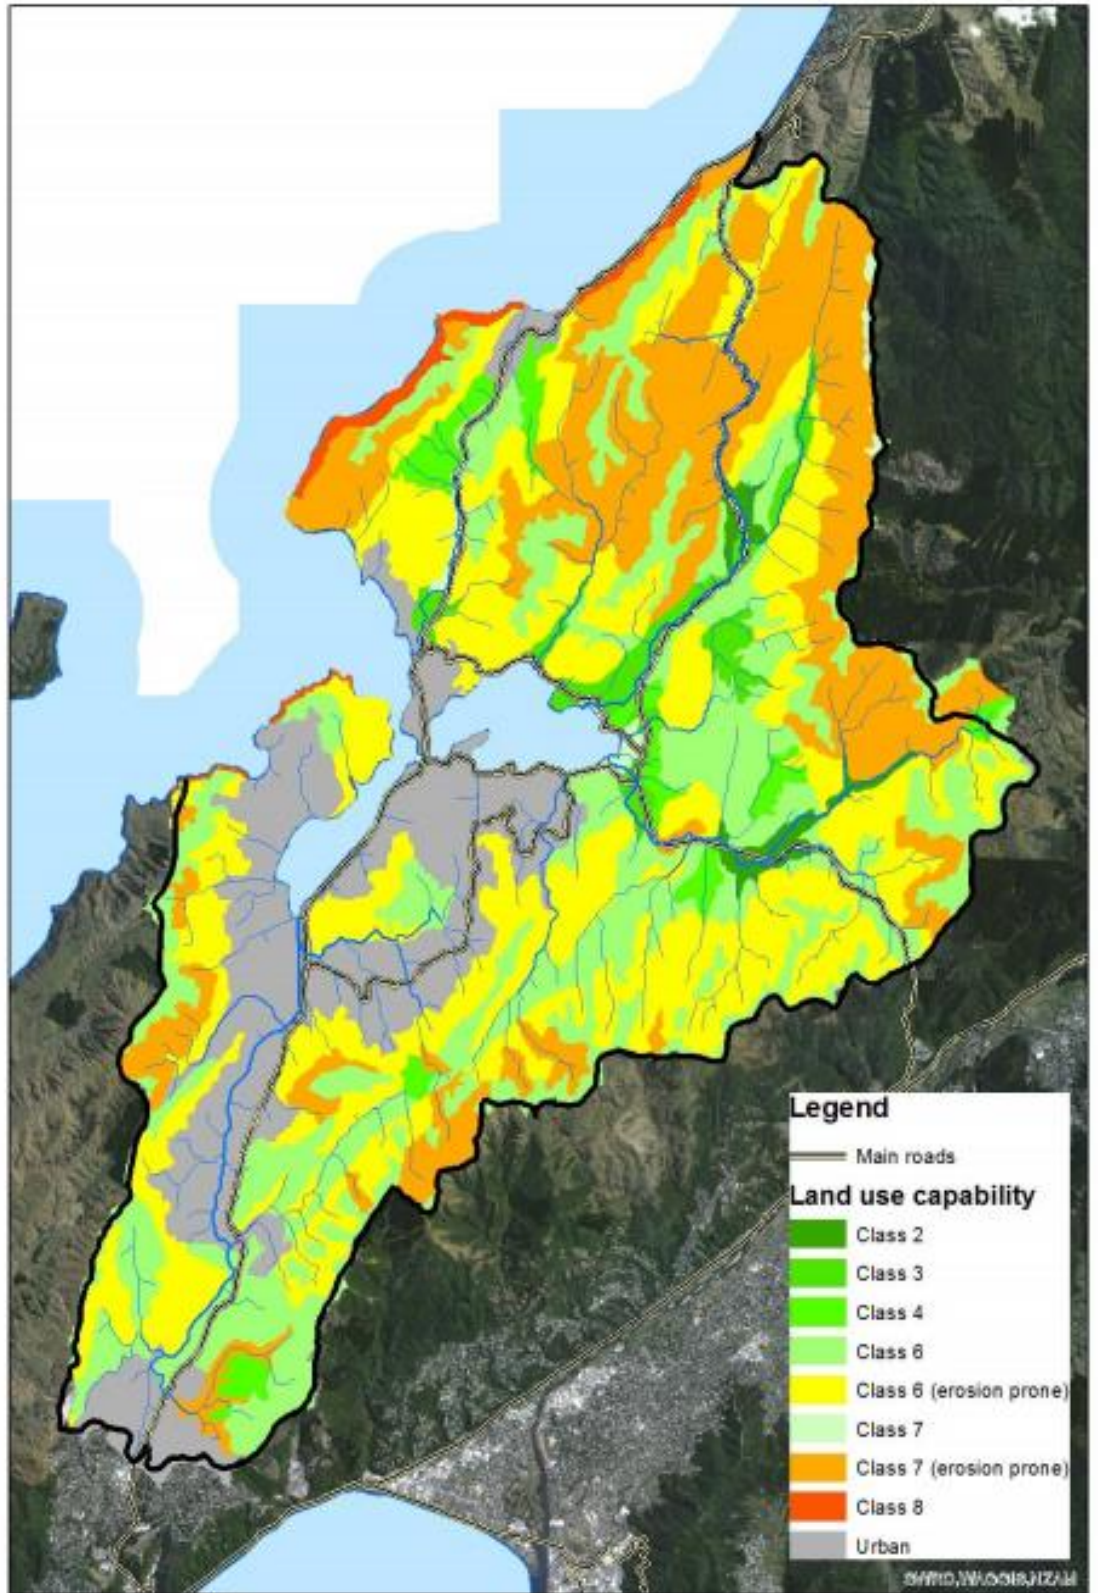 Legend
Main roads
Land use capability
Class 2
Class 3
Class 4
Class 6
Class 6 (erosion prone)
Class 7
Class 7 (erosion prone)
Class 8
Urban